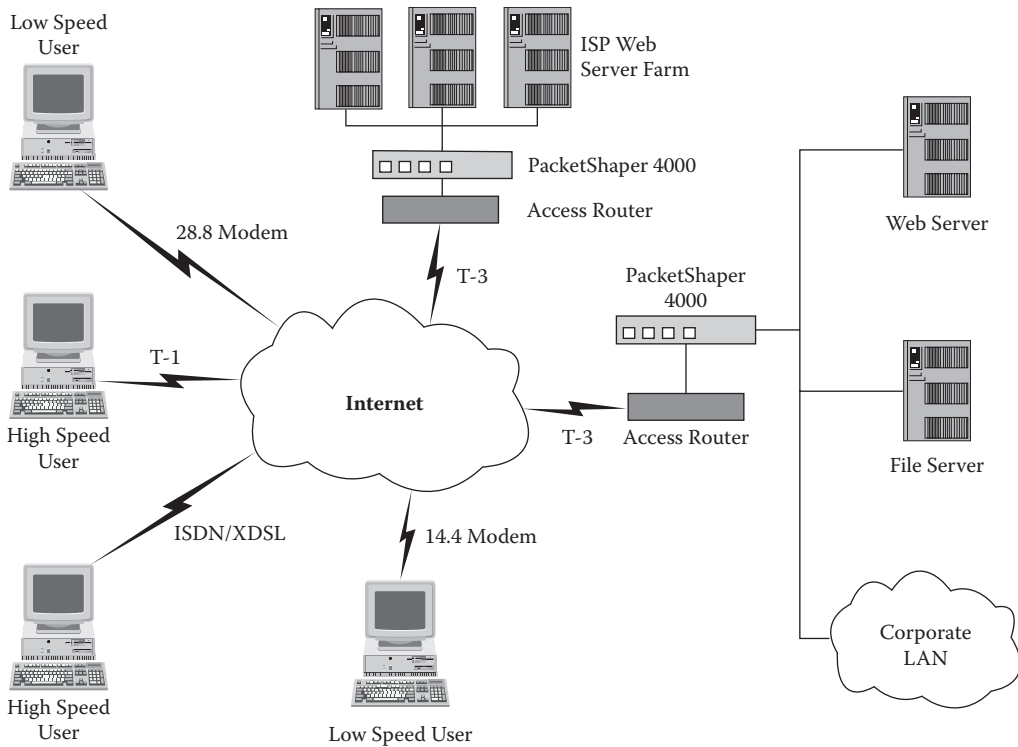 Low Speed
User
ISP Web
Server Farm
PacketShaper 4000
Access Router
28.8 Modem
T-3
Web Server
PacketShaper
4000
T-1
Internet
High Speed
User
T-3
Access Router
File Server
ISDN/XDSL
14.4 Modem
Corporate
LAN
High Speed
User
Low Speed User